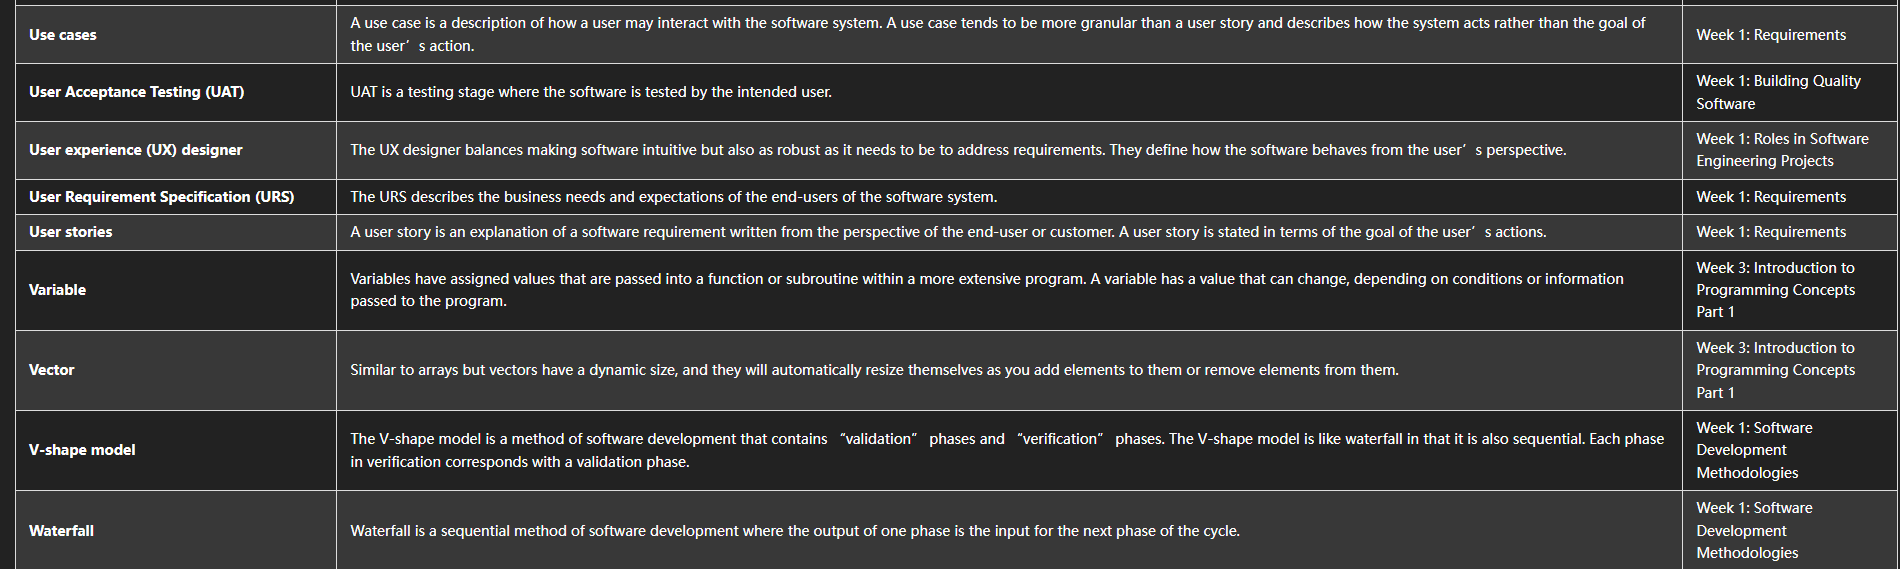 Use cases
A use case is a description of how a user may interact with the software system. A use case tends to be more granular than a user story and describes how the system acts rather than the goal of
the user’s action.
Week 1: Requirements
User Acceptance Testing (UAT)
UAT is a testing stage where the software is tested by the intended user.
Week 1: Building Quality
Software
User experience (UX) designer
The UX designer balances making software intuitive but also as robust as it needs to be to address requirements. They define how the software behaves from the user’s perspective.
Week 1: Roles in Software
Engineering Projects
User Requirement Specification (URS)
The URS describes the business needs and expectations of the end-users of the software system.
Week 1: Requirements
User stories
A user story is an explanation of a software requirement written from the perspective of the end-user or customer. A user story is stated in terms of the goal of the user’s actions.
Week 1: Requirements
Variable
Variables have assigned values that are passed into a function or subroutine within a more extensive program. A variable has a value that can change, depending on conditions or information
passed to the program.
Week 3: Introduction to
Programming Concepts
Part 1
Vector
Similar to arrays but vectors have a dynamic size, and they will automatically resize themselves as you add elements to them or remove elements from them.
Week 3: Introduction to
Programming Concepts
Part 1
V-shape model
The V-shape model is a method of software development that contains “validation” phases and “verification” phases. The V-shape model is like waterfall in that it is also sequential. Each phase
in verification corresponds with a validation phase.
Week 1: Software
Development
Methodologies
Waterfall
Waterfall is a sequential method of software development where the output of one phase is the input for the next phase of the cycle.
Week 1: Software
Development
Methodologies